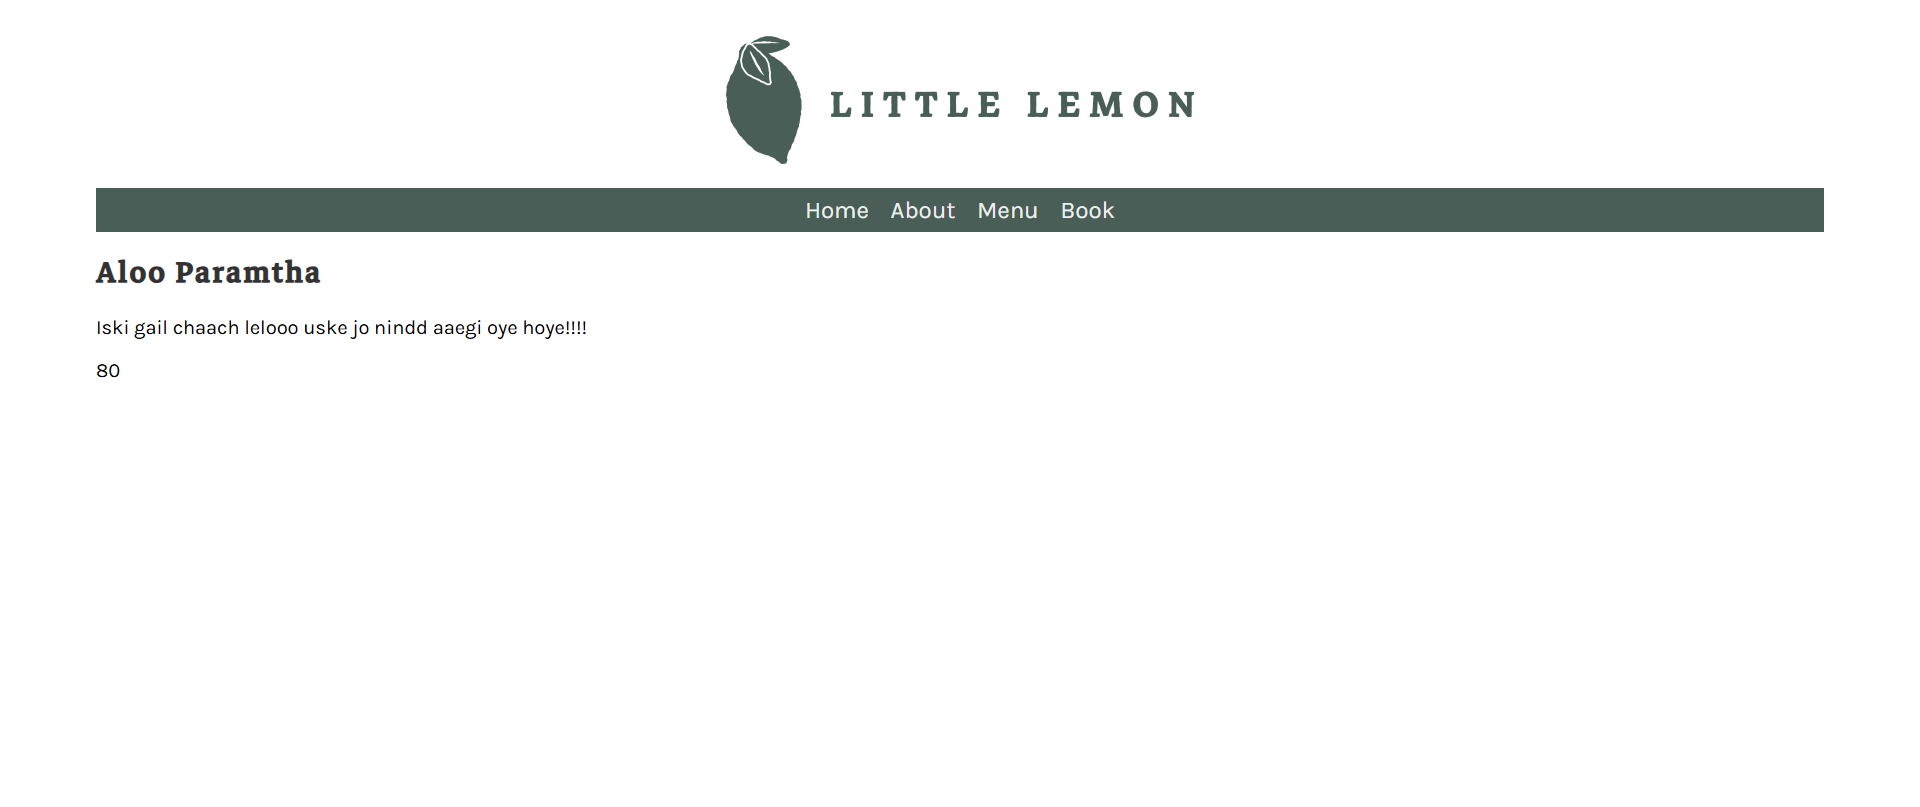 LITTLE LEMON
Home About Menu Book
Aloo Paramtha
Iski gail chaach lelooo uske jo nindd aaegi oye hoye!!!!
80